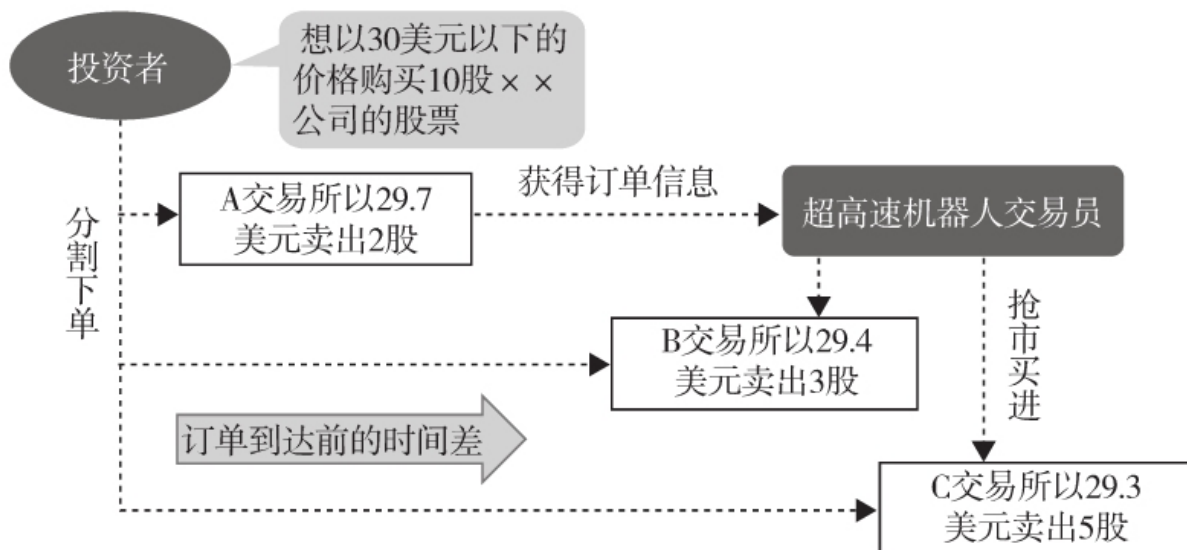 投资者
想以30美元以下的
价格购买10股××
公司的股票
A交易所以29.7
美元卖出2股
获得订单信息
超高速机器人交易员
分割下单
B交易所以29.4
美元卖出3股
抢市买进
订单到达前的时间差
C交易所以29.3
美元卖出5股